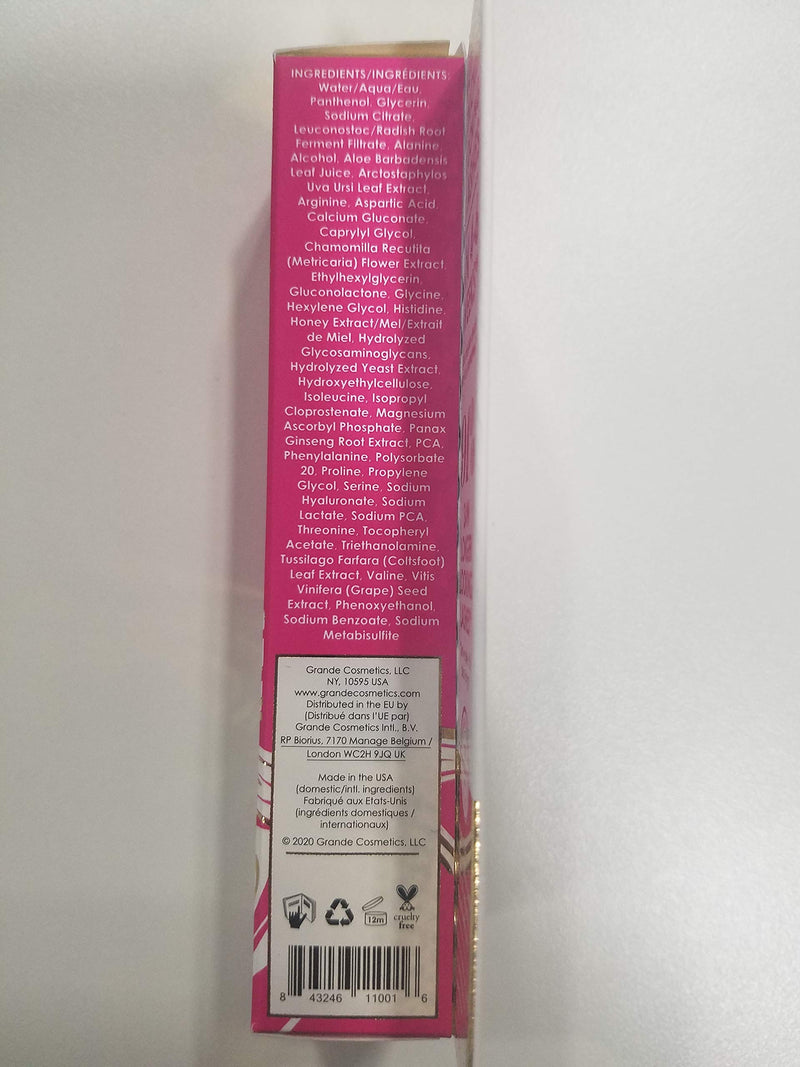 INGREDIENTS/INGRÉDIENTS:
Water/Aqua/Eau,
Panthenol, Glycerin,
Sodium Citrate,
Leuconostoc/Radish Root
Ferment Filtrate, Alanine,
Alcohol, Aloe Barbadensis
Leaf Juice, Arctostaphylos
Uva Ursi Leaf Extract,
Arginine, Aspartic Acid,
Calcium Gluconate,
Caprylyl Glycol,
Chamomilla Recutita
(Metricaria) Flower Extract,
Ethylhexylglycerin,
Gluconolactone, Glycine,
Hexylene Glycol, Histidine,
Honey Extract/Mel/Extrait
de Miel, Hydrolyzed
Glycosaminoglycans,
Hydrolyzed Yeast Extract,
Hydroxyethylcellulose,
Isoleucine, Isopropyl
Cloprostenate, Magnesium
Ascorbyl Phosphate, Panax
Ginseng Root Extract, PCA,
Phenylalanine, Polysorbate
20, Proline, Propylene
Glycol, Serine, Sodium
Hyaluronate, Sodium
Lactate, Sodium PCA,
Threonine, Tocopheryl
Acetate, Triethanolamine,
Tussilago Farfara (Coltsfoot)
Leaf Extract, Valine, Vitis
Vinifera (Grape) Seed
Extract, Phenoxyethanol,
Sodium Benzoate, Sodium
Metabisulfite
Grande Cosmetics, LLC
NY, 10595 USA
www.grandecosmetics.com
Distributed in the EU by
(Distribué dans l'UE par)
Grande Cosmetics Intl., B.V.
RP Biorius, 7170 Manage Belgium /
London WC2H 9JQ UK
Made in the USA
(domestic/intl. ingredients)
Fabriqué aux Etats-Unis
(ingrédients domestiques /
internationaux)
© 2020 Grande Cosmetics, LLC
12m
cruelty
free
8 43246 11001 6